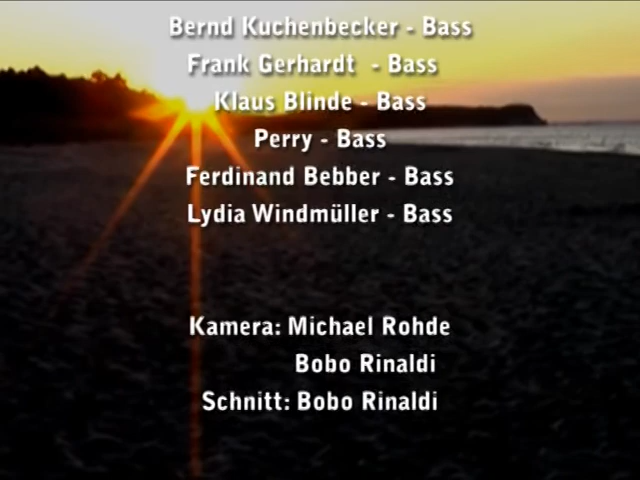 Bernd Kuchenbecker - Bass
Frank Gerhardt - Bass
Klaus Blinde - Bass
Perry - Bass
Ferdinand Bebber - Bass
Lydia Windmüller - Bass
Kamera: Michael Rohde
Bobo Rinaldi
Schnitt: Bobo Rinaldi